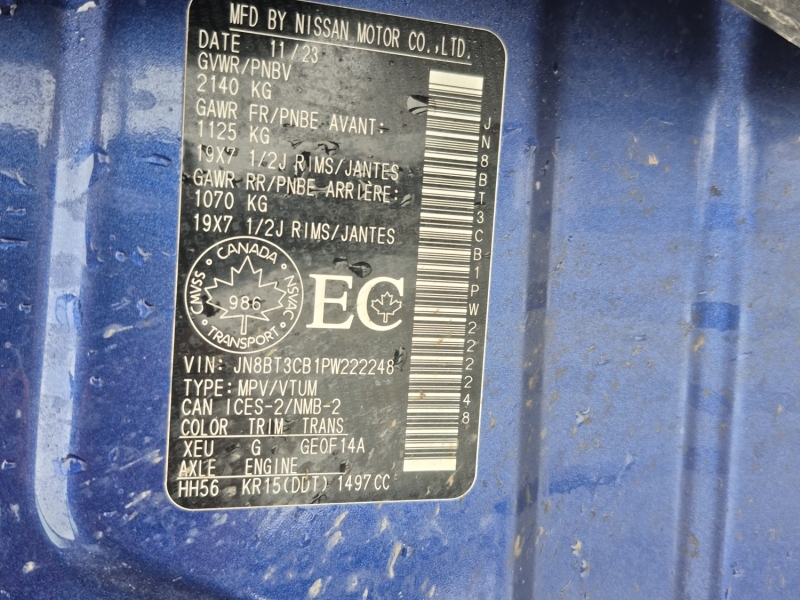 MFD BY NISSAN MOTOR CO.,LTD.
DATE 11/23
GVWR/PNBV
2140 KG
GAWR FR/PNBE AVANT:
1125 KG
19X7 1/2J RIMS/JANTES
GAWR RR/PNBE ARRIÈRE:
1070 KG
19X7 1/2J RIMS/JANTES
CANADA
CMVSS
986
NSVAC
TRANSPORT
EC
VIN: JN8BT3CB1PW222248
TYPE: MPV/VTUM
CAN ICES-2/NMB-2
COLOR TRIM TRANS
XEU G GE0F14A
AXLE ENGINE
HH56 KR15(DDT) 1497CC
JN8BT3CB1PW222248